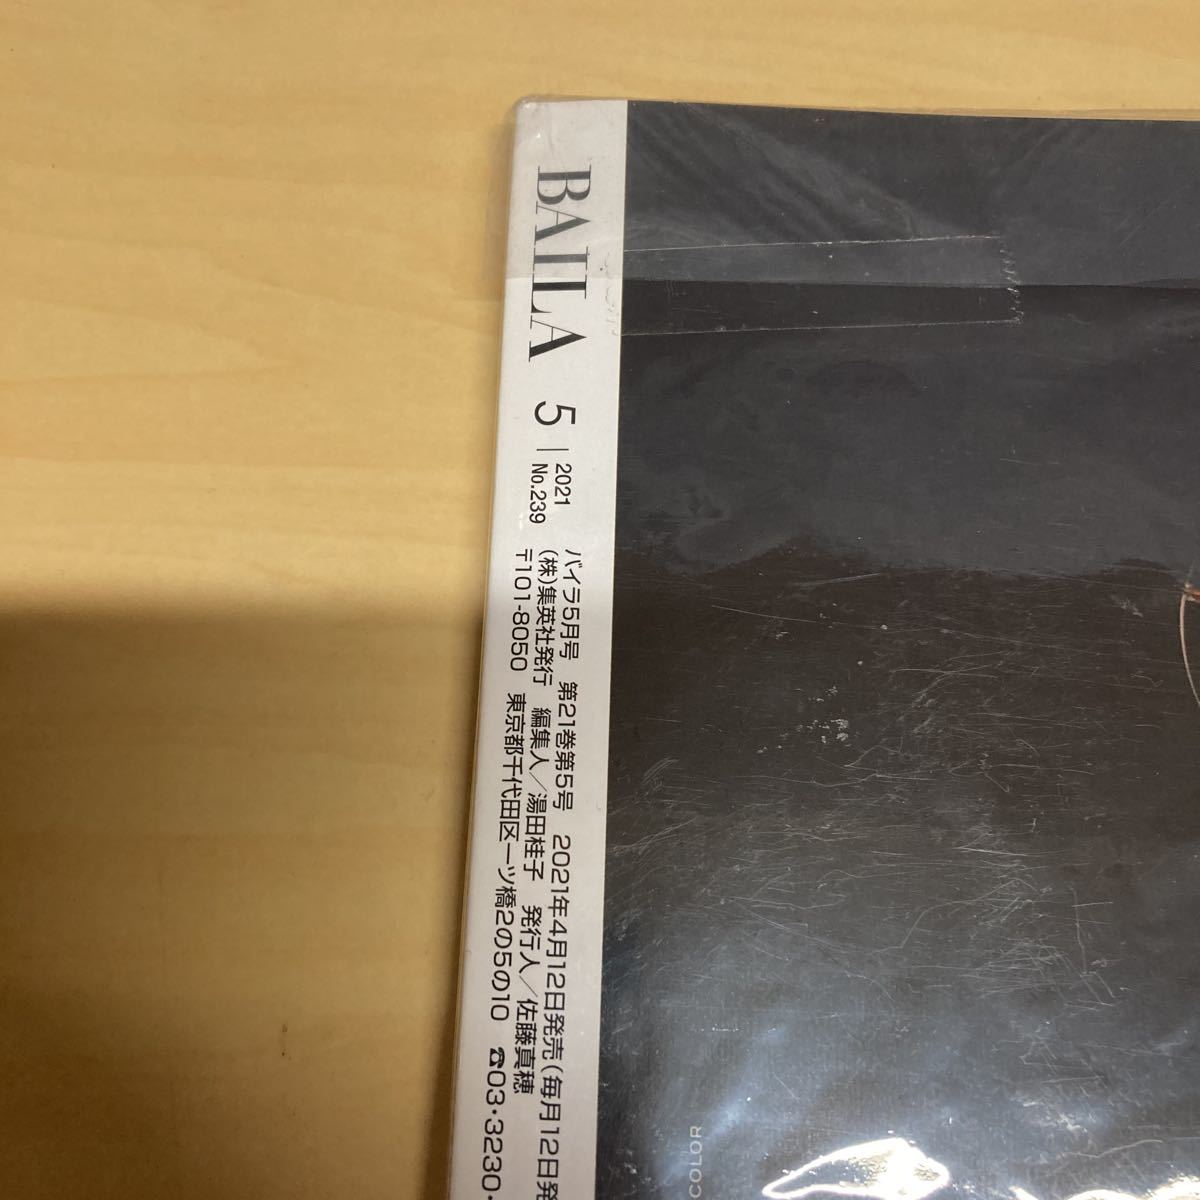 BAILA
5
2021
No.239
バイラ5月号 第21巻第5号 2021年4月12日発売(毎月12日発
(株)集英社発行 編集人/湯田桂子 発行人/佐藤真穂
〒101-8050 東京都千代田区一ツ橋2の5の10 ☎03・3230・
COLOR